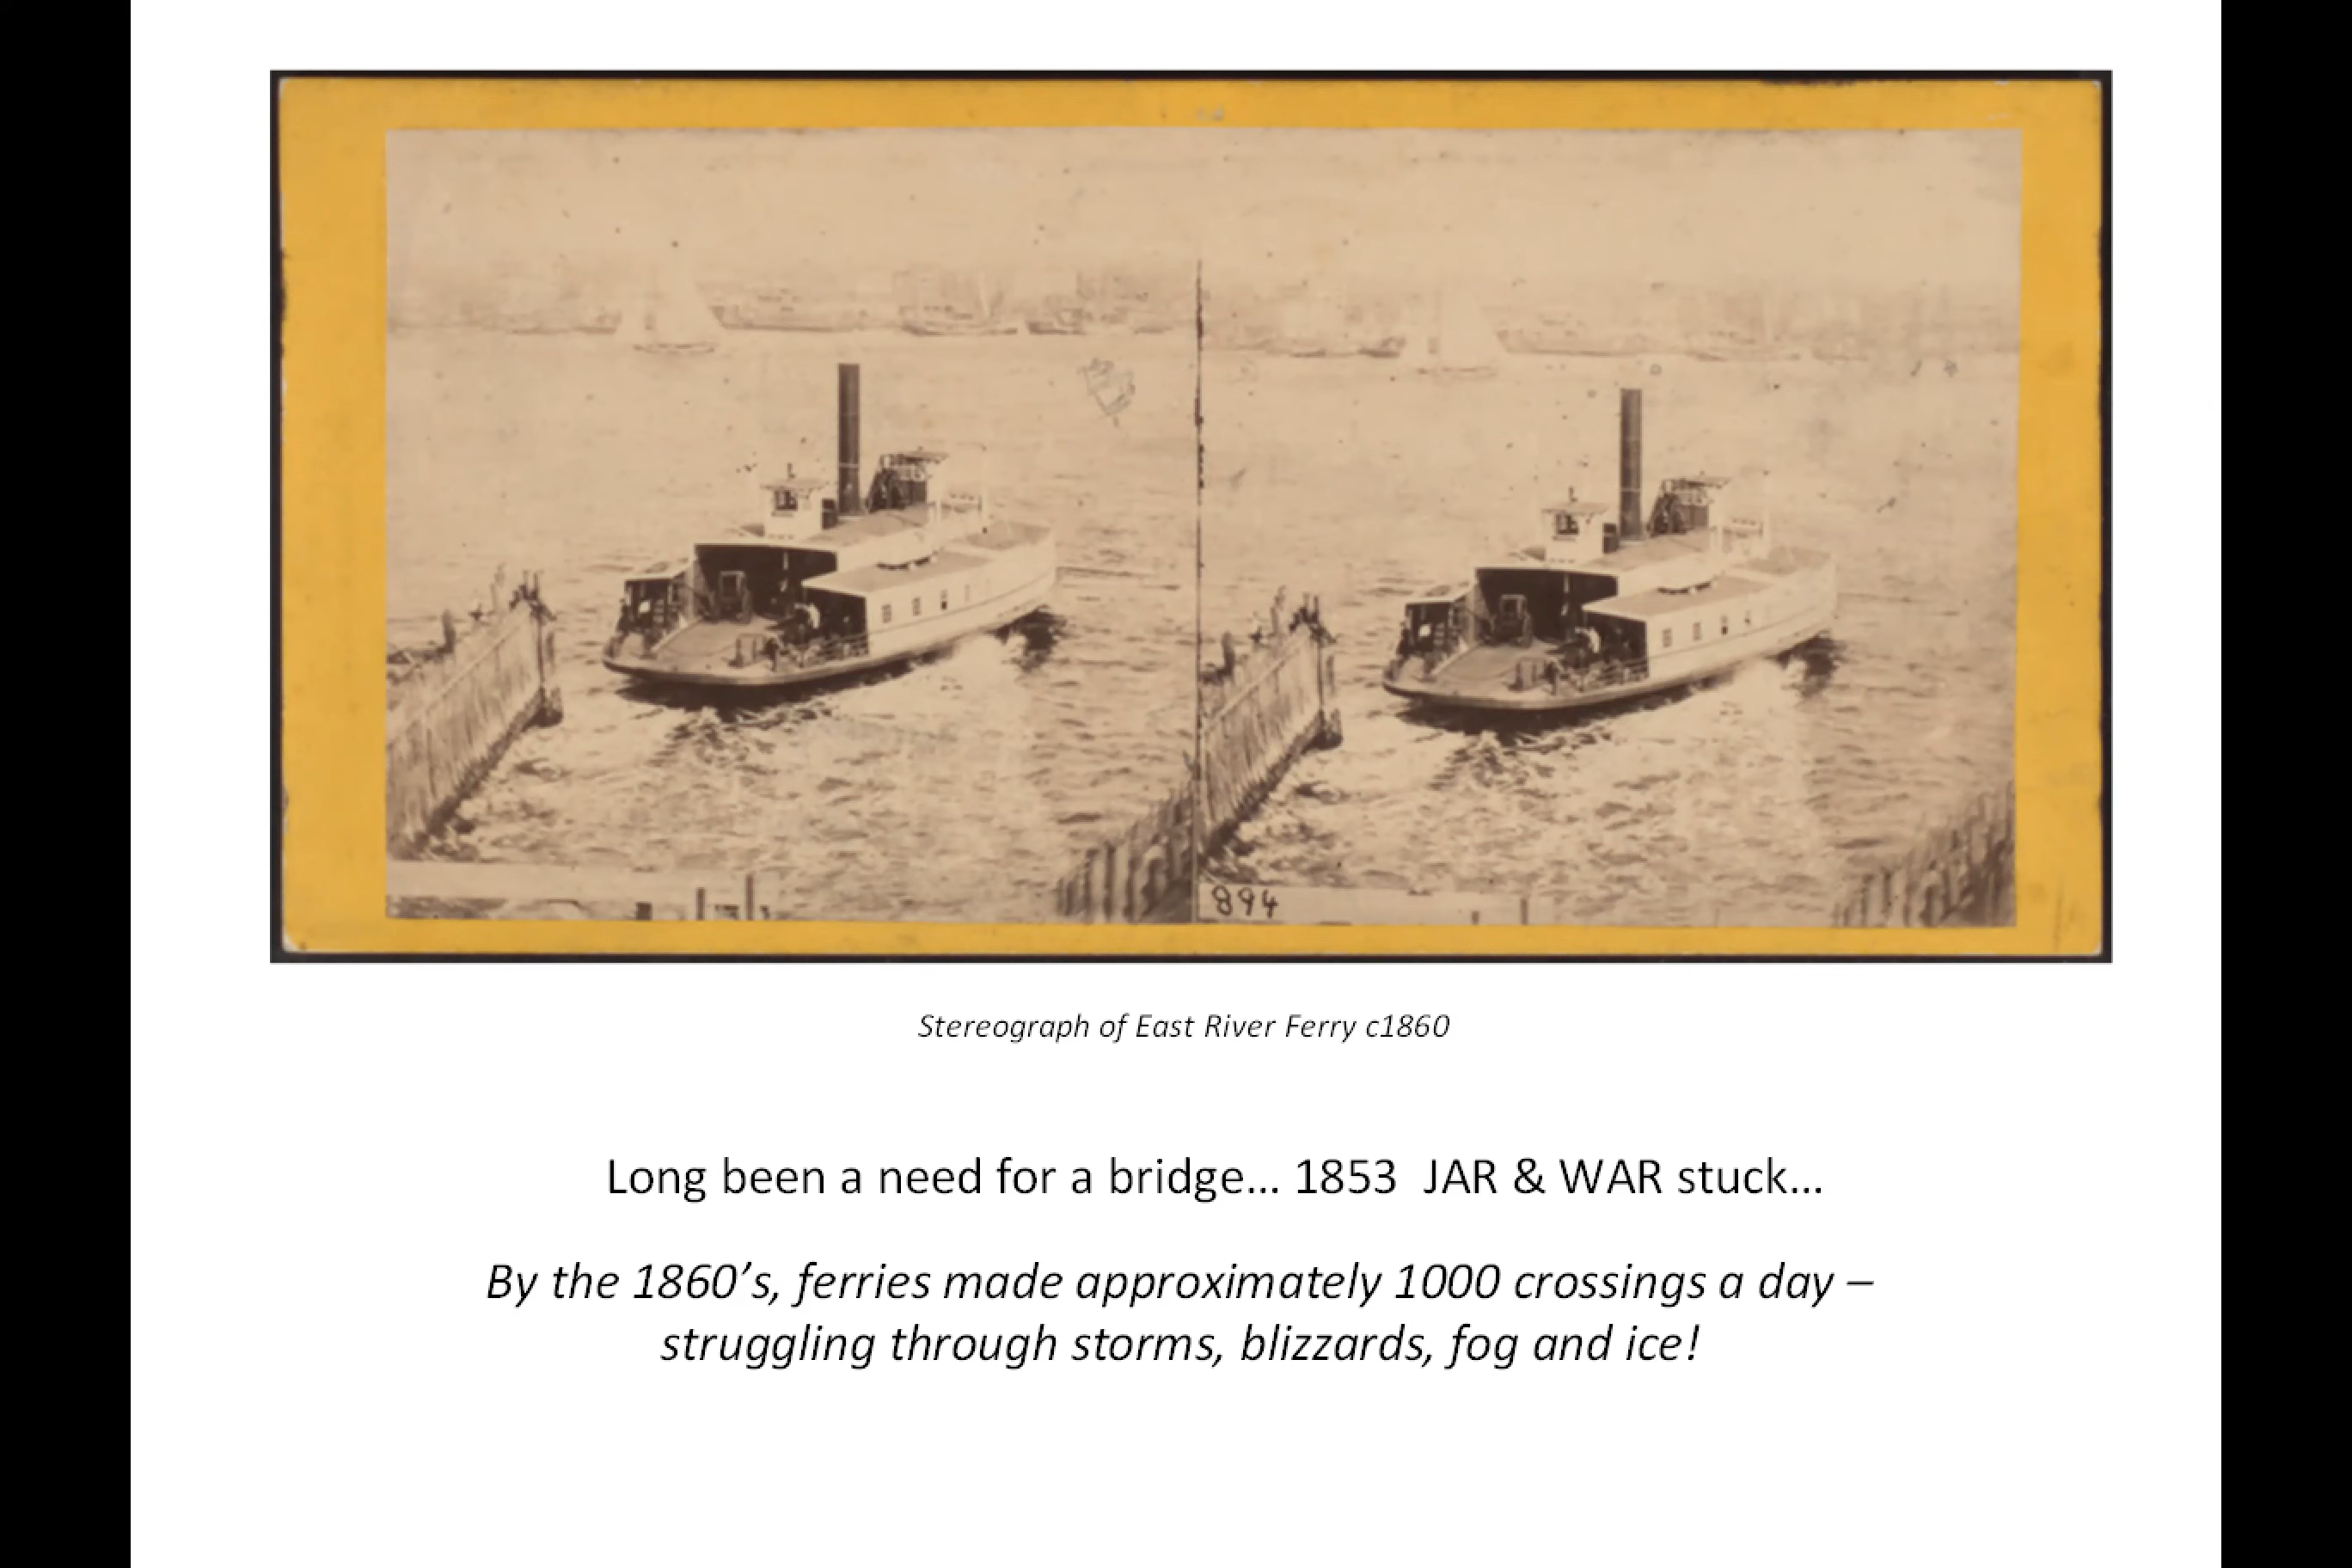 894
Stereograph of East River Ferry c1860
Long been a need for a bridge... 1853  JAR & WAR stuck...
By the 1860’s, ferries made approximately 1000 crossings a day –
struggling through storms, blizzards, fog and ice!